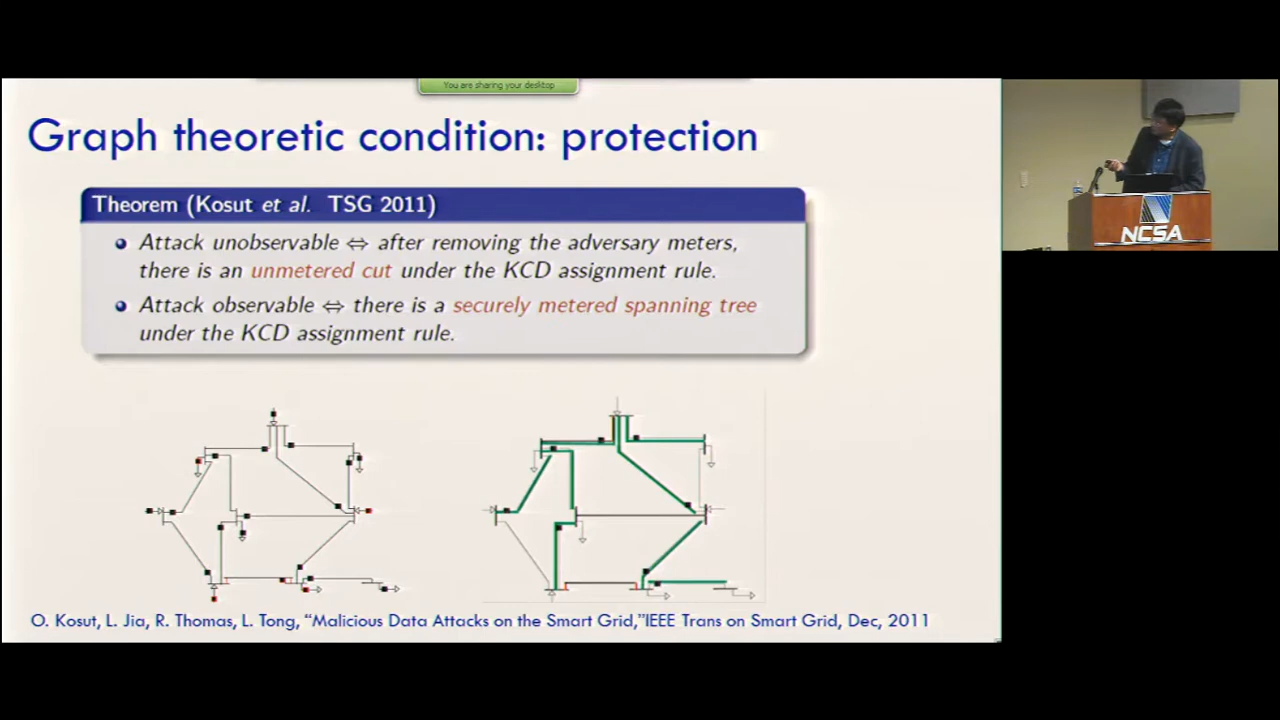 You are sharing your desktop
Graph theoretic condition: protection
Theorem (Kosut et al. TSG 2011)
Attack unobservable ⇔ after removing the adversary meters,
there is an unmetered cut under the KCD assignment rule.
Attack observable ⇔ there is a securely metered spanning tree
under the KCD assignment rule.
O. Kosut, L. Jia, R. Thomas, L. Tong, “Malicious Data Attacks on the Smart Grid,”IEEE Trans on Smart Grid, Dec, 2011
NCSA